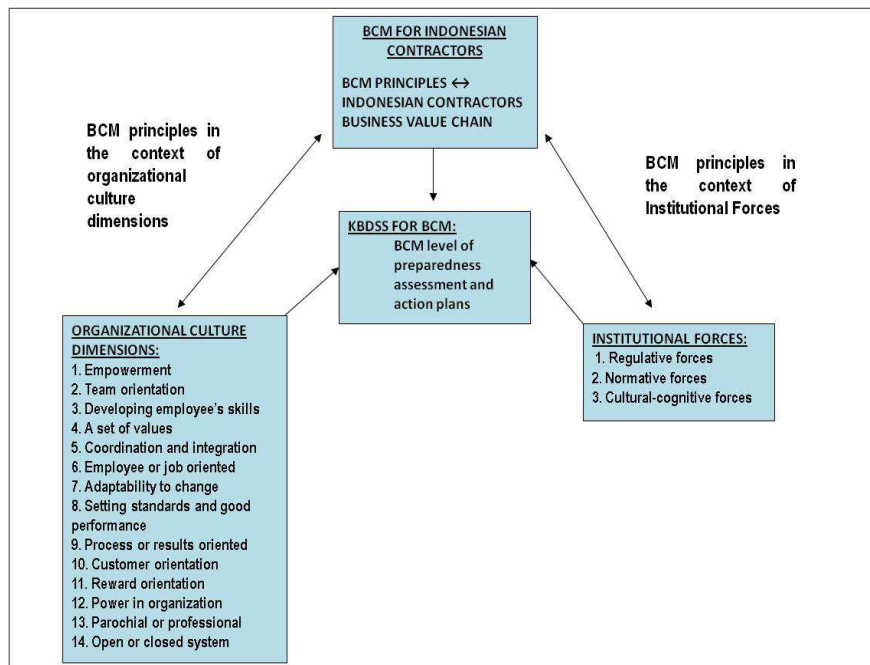 BCM FOR INDONESIAN
CONTRACTORS
BCM PRINCIPLES ↔
INDONESIAN CONTRACTORS
BUSINESS VALUE CHAIN
BCM principles in
the context of
organizational
culture
dimensions
BCM principles in
the context of
Institutional Forces
KBDSS FOR BCM:
BCM level of
preparedness
assessment and
action plans
ORGANIZATIONAL CULTURE
DIMENSIONS:
1. Empowerment
2. Team orientation
3. Developing employee's skills
4. A set of values
5. Coordination and integration
6. Employee or job oriented
7. Adaptability to change
8. Setting standards and good
performance
9. Process or results oriented
10. Customer orientation
11. Reward orientation
12. Power in organization
13. Parochial or professional
14. Open or closed system
INSTITUTIONAL FORCES:
1. Regulative forces
2. Normative forces
3. Cultural-cognitive forces